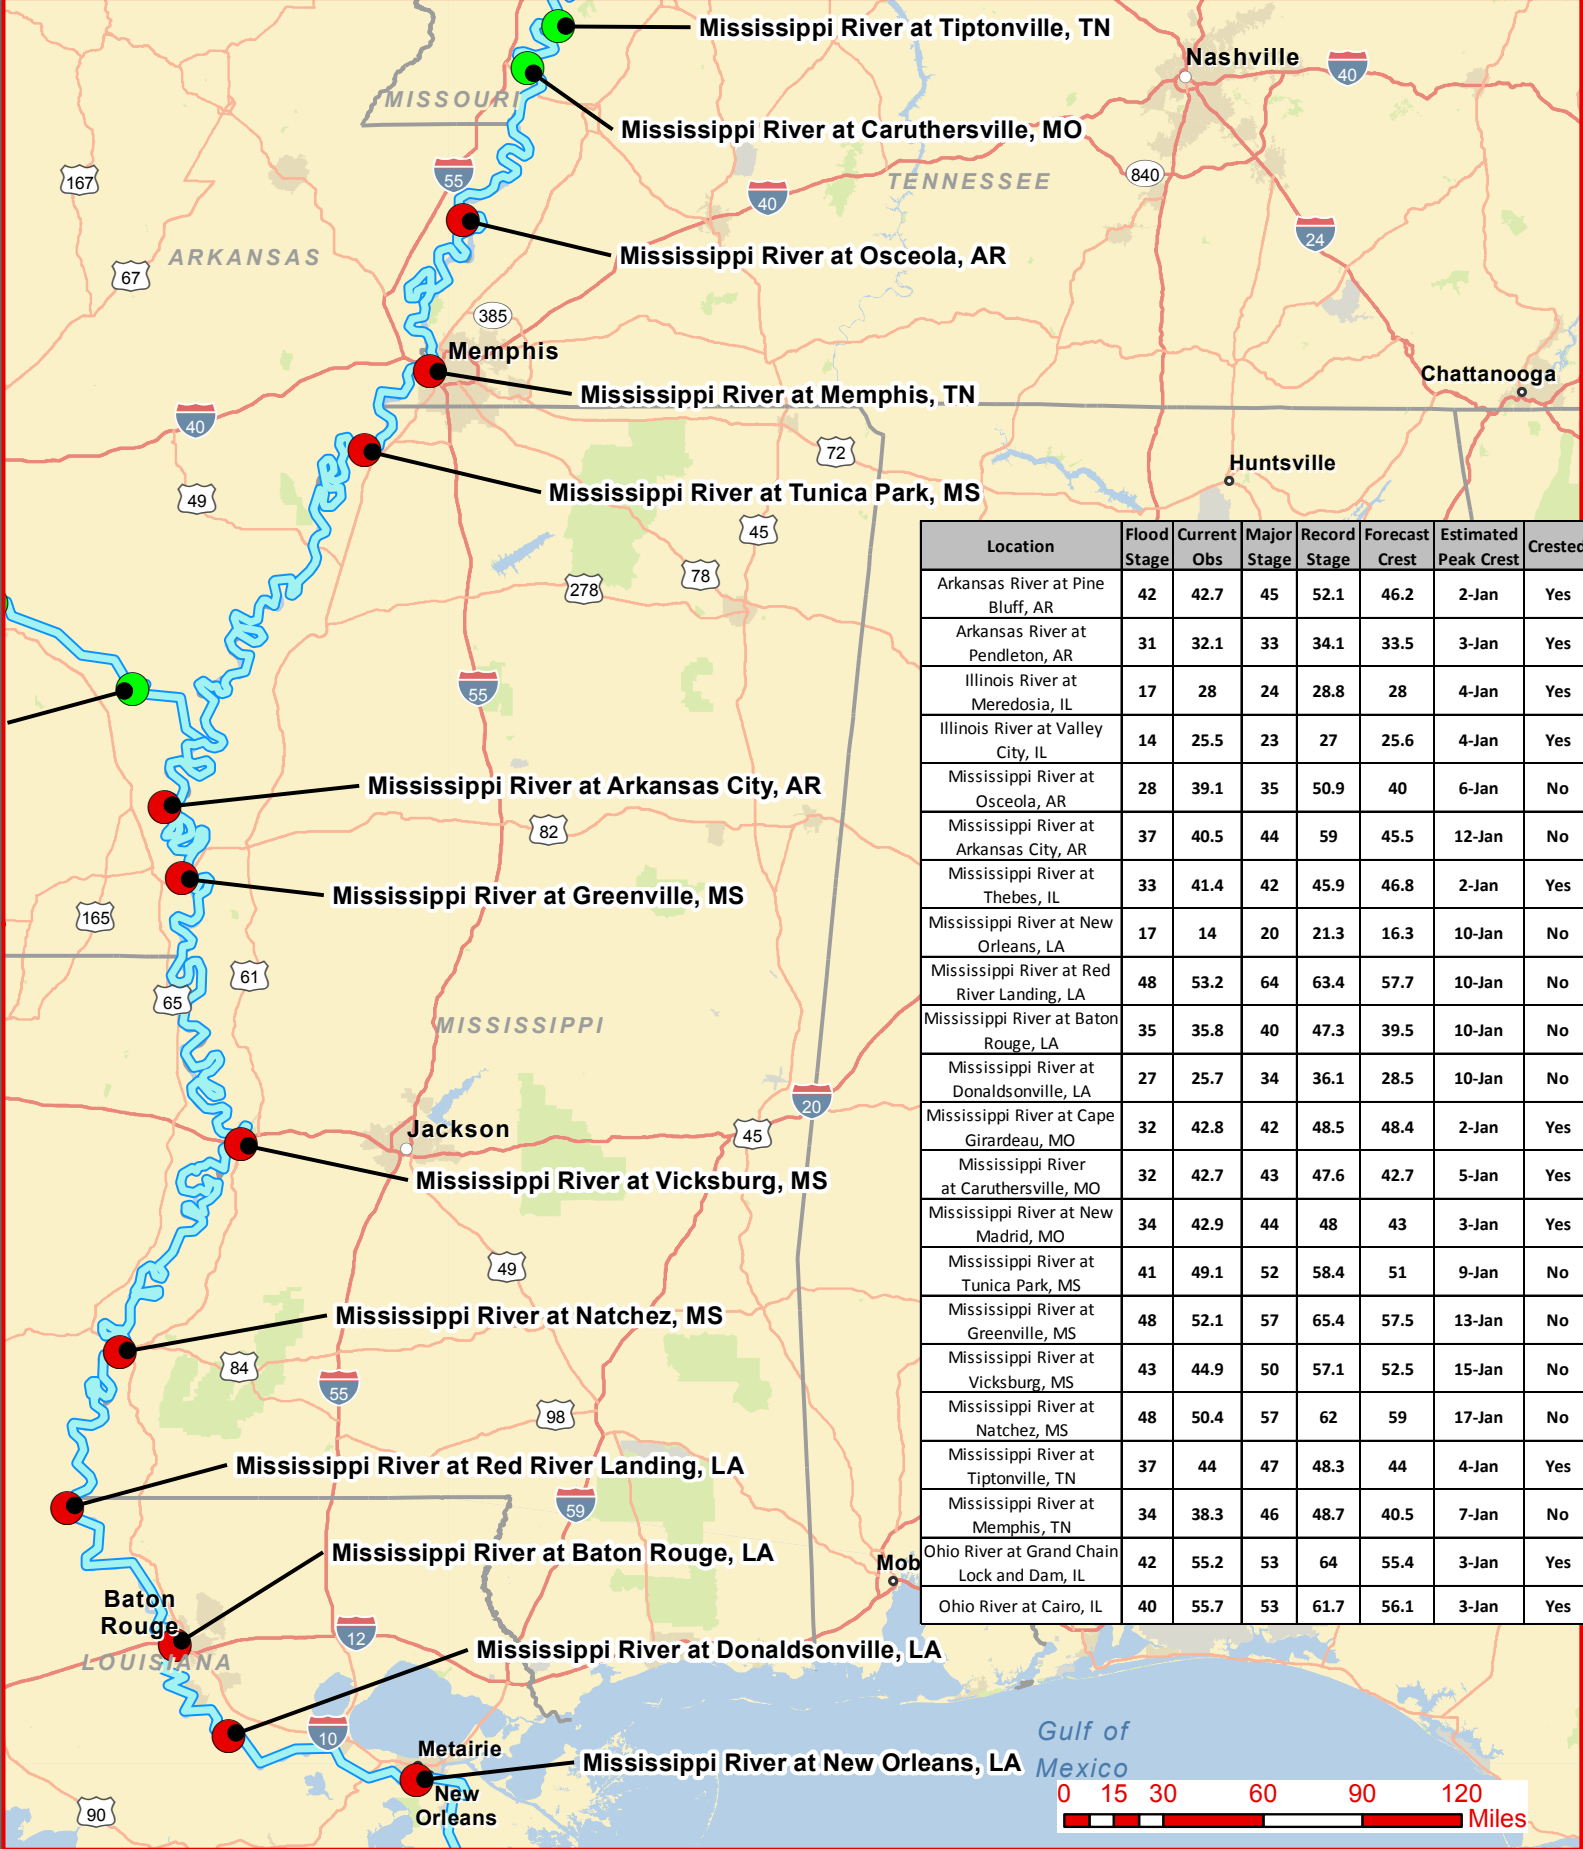 Mississippi River at Tiptonville, TN
Nashville
40
MISSOURI
Mississippi River at Caruthersville, MO
167
55
40
TENNESSEE
840
24
ARKANSAS
67
Mississippi River at Osceola, AR
385
Memphis
Mississippi River at Memphis, TN
Chattanooga
40
72
Huntsville
49
Mississippi River at Tunica Park, MS
45
78
278
55
Mississippi River at Arkansas City, AR
82
Mississippi River at Greenville, MS
165
61
65
MISSISSIPPI
20
Jackson
45
Mississippi River at Vicksburg, MS
49
Mississippi River at Natchez, MS
84
55
98
Mississippi River at Red River Landing, LA
59
Mississippi River at Baton Rouge, LA
Mob
Baton
Rouge
12
LOUISIANA
Mississippi River at Donaldsonville, LA
10
Metairie
Mississippi River at New Orleans, LA
New
Orleans
90
Gulf of
Mexico
0 15 30 60 90 120
Miles
Location Flood Stage Current Obs Major Stage Record Stage Forecast Crest Estimated Peak Crest Crested
Arkansas River at Pine Bluff, AR 42 42.7 45 52.1 46.2 2-Jan Yes
Arkansas River at Pendleton, AR 31 32.1 33 34.1 33.5 3-Jan Yes
Illinois River at Meredosia, IL 17 28 24 28.8 28 4-Jan Yes
Illinois River at Valley City, IL 14 25.5 23 27 25.6 4-Jan Yes
Mississippi River at Osceola, AR 28 39.1 35 50.9 40 6-Jan No
Mississippi River at Arkansas City, AR 37 40.5 44 59 45.5 12-Jan No
Mississippi River at Thebes, IL 33 41.4 42 45.9 46.8 2-Jan Yes
Mississippi River at New Orleans, LA 17 14 20 21.3 16.3 10-Jan No
Mississippi River at Red River Landing, LA 48 53.2 64 63.4 57.7 10-Jan No
Mississippi River at Baton Rouge, LA 35 35.8 40 47.3 39.5 10-Jan No
Mississippi River at Donaldsonville, LA 27 25.7 34 36.1 28.5 10-Jan No
Mississippi River at Cape Girardeau, MO 32 42.8 42 48.5 48.4 2-Jan Yes
Mississippi River at Caruthersville, MO 32 42.7 43 47.6 42.7 5-Jan Yes
Mississippi River at New Madrid, MO 34 42.9 44 48 43 3-Jan Yes
Mississippi River at Tunica Park, MS 41 49.1 52 58.4 51 9-Jan No
Mississippi River at Greenville, MS 48 52.1 57 65.4 57.5 13-Jan No
Mississippi River at Vicksburg, MS 43 44.9 50 57.1 52.5 15-Jan No
Mississippi River at Natchez, MS 48 50.4 57 62 59 17-Jan No
Mississippi River at Tiptonville, TN 37 44 47 48.3 44 4-Jan Yes
Mississippi River at Memphis, TN 34 38.3 46 48.7 40.5 7-Jan No
Ohio River at Grand Chain Lock and Dam, IL 42 55.2 53 64 55.4 3-Jan Yes
Ohio River at Cairo, IL 40 55.7 53 61.7 56.1 3-Jan Yes